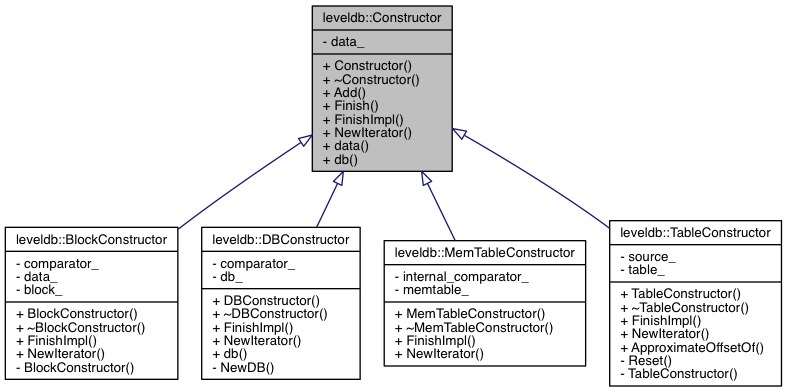 leveldb::Constructor
- data_
+ Constructor()
+ ~Constructor()
+ Add()
+ Finish()
+ FinishImpl()
+ NewIterator()
+ data()
+ db()
leveldb::BlockConstructor
- comparator_
- data_
- block_
+ BlockConstructor()
+ ~BlockConstructor()
+ FinishImpl()
+ NewIterator()
- BlockConstructor()
leveldb::DBConstructor
- comparator_
- db_
+ DBConstructor()
+ ~DBConstructor()
+ FinishImpl()
+ NewIterator()
+ db()
- NewDB()
leveldb::MemTableConstructor
- internal_comparator_
- memtable_
+ MemTableConstructor()
+ ~MemTableConstructor()
+ FinishImpl()
+ NewIterator()
leveldb::TableConstructor
- source_
- table_
+ TableConstructor()
+ ~TableConstructor()
+ FinishImpl()
+ NewIterator()
+ ApproximateOffsetOf()
- Reset()
- TableConstructor()